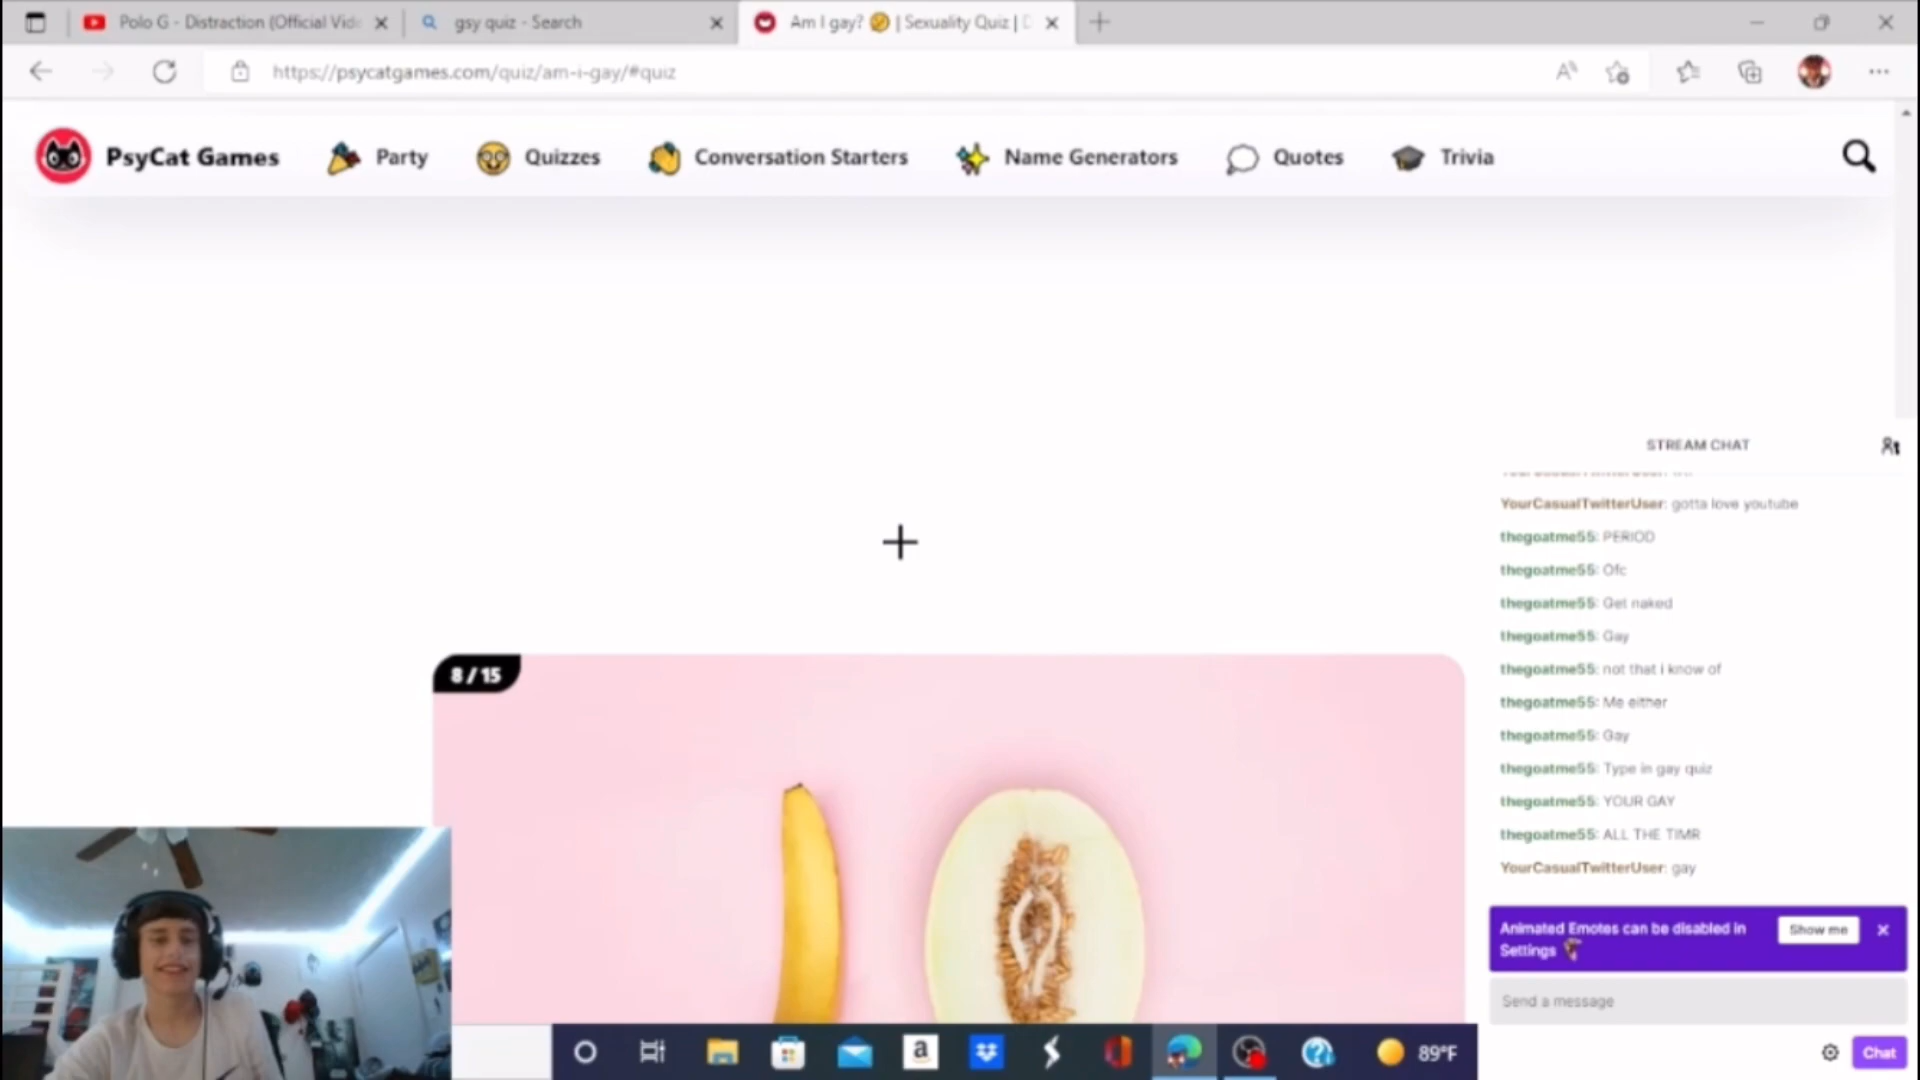 Polo G - Distraction (Official Vid
gsy quiz - Search
Am I gay? | Sexuality Quiz |
https://psycatgames.com/quiz/am-i-gay/#quiz
PsyCat Games
Party
Quizzes
Conversation Starters
Name Generators
Quotes
Trivia
STREAM CHAT
YourCasualTwitterUser: gotta love youtube
thegoatme55: PERIOD
thegoatme55: Ofc
thegoatme55: Get naked
thegoatme55: Gay
thegoatme55: not that i know of
thegoatme55: Me either
thegoatme55: Gay
thegoatme55: Type in gay quiz
thegoatme55: YOUR GAY
thegoatme55: ALL THE TIMR
YourCasualTwitterUser: gay
8 / 15
Animated Emotes can be disabled in
Settings
Show me
Send a message
Chat
a
89°F